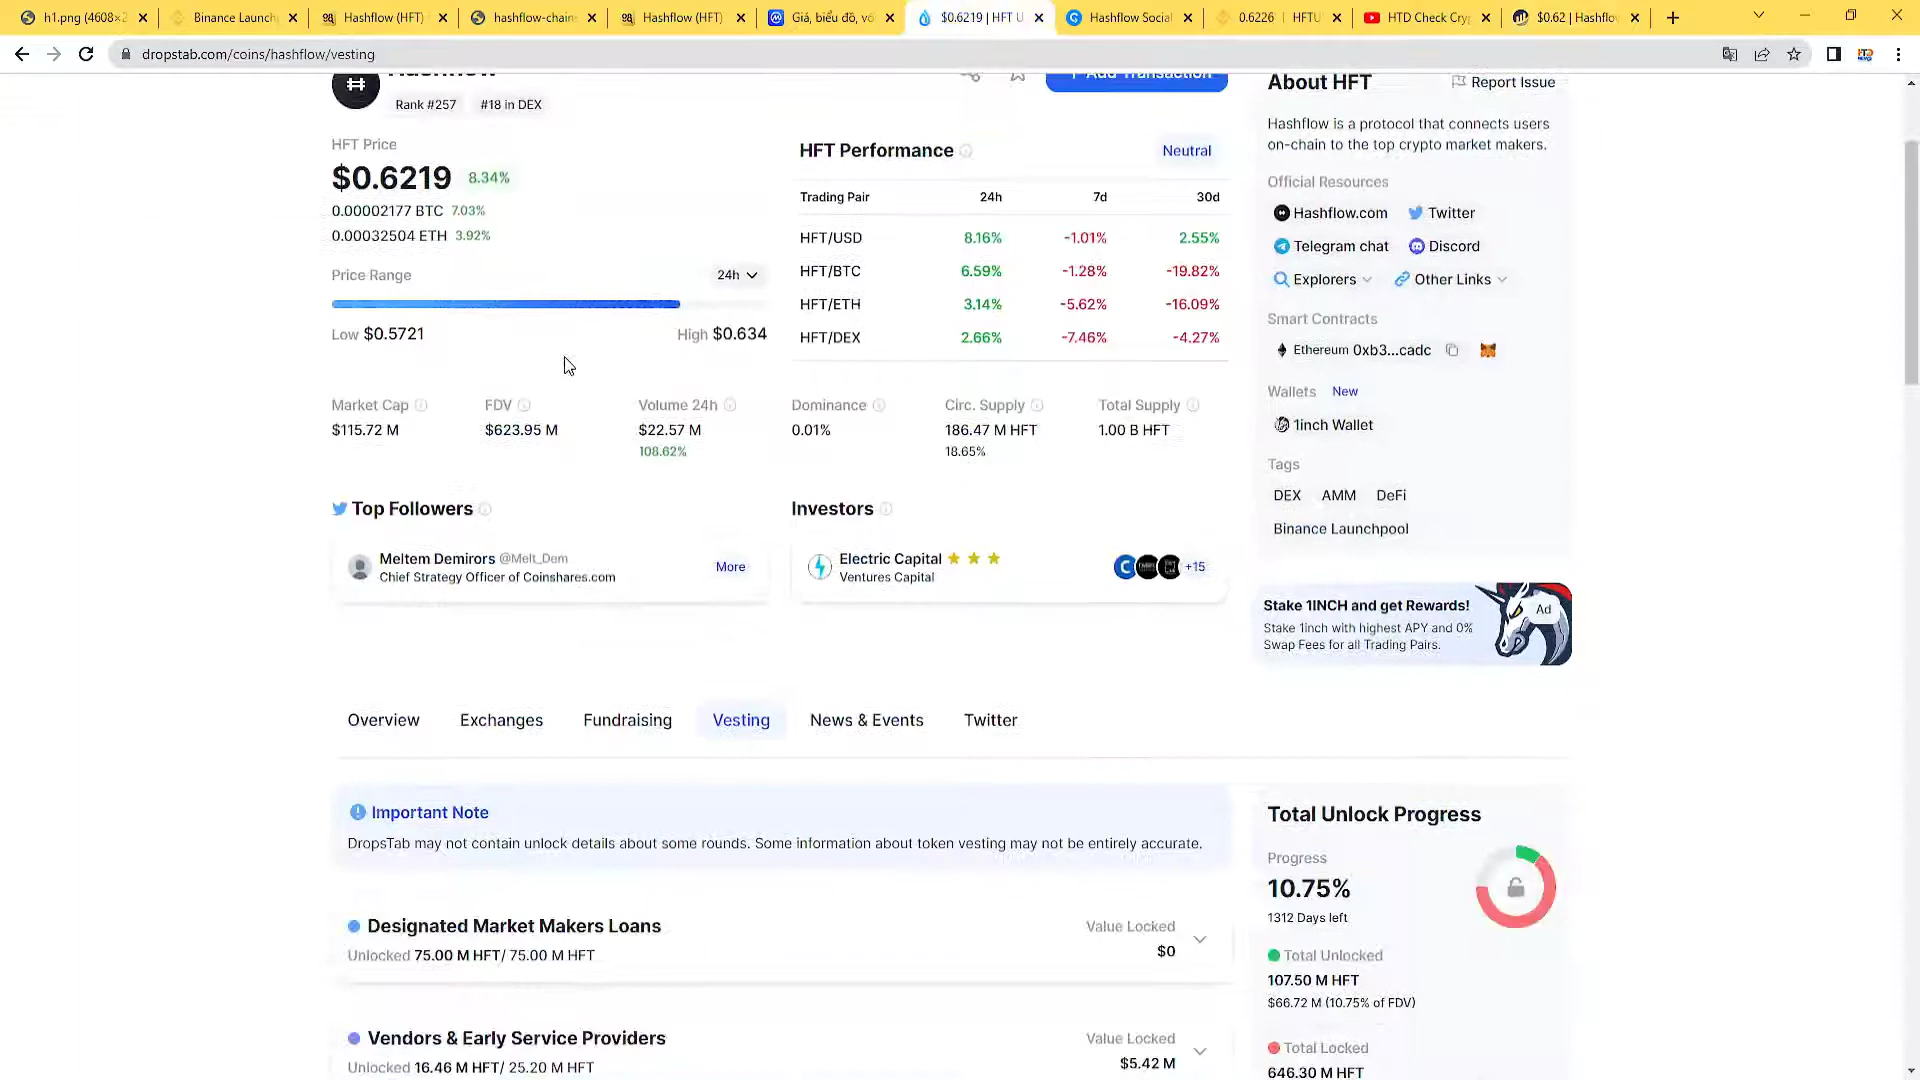 h1.png (4608×2
Binance Launch
Hashflow (HFT)
hashflow-chain
Hashflow (HFT)
Giá, biểu đồ, vố
$0.6219 | HFT U
Hashflow Social
0.6226 | HFTU
HTD Check Cry
$0.62 | Hashflo
dropstab.com/coins/hashflow/vesting
Hashflow
Rank #257
#18 in DEX
+ Add Transaction
HFT Price
$0.6219 8.34%
0.00002177 BTC 7.03%
0.00032504 ETH 3.92%
Price Range
24h
Low $0.5721
High $0.634
HFT Performance
Neutral
Trading Pair 24h 7d 30d
HFT/USD 8.16% -1.01% 2.55%
HFT/BTC 6.59% -1.28% -19.82%
HFT/ETH 3.14% -5.62% -16.09%
HFT/DEX 2.66% -7.46% -4.27%
Market Cap
$115.72 M
FDV
$623.95 M
Volume 24h
$22.57 M
108.62%
Dominance
0.01%
Circ. Supply
186.47 M HFT
18.65%
Total Supply
1.00 B HFT
Top Followers
Meltem Demirors @Melt_Dem
Chief Strategy Officer of Coinshares.com
More
Investors
Electric Capital
Ventures Capital
+15
About HFT
Report Issue
Hashflow is a protocol that connects users
on-chain to the top crypto market makers.
Official Resources
Hashflow.com
Twitter
Telegram chat
Discord
Explorers
Other Links
Smart Contracts
Ethereum 0xb3...cadc
Wallets New
1inch Wallet
Tags
DEX AMM DeFi
Binance Launchpool
Stake 1INCH and get Rewards!
Stake 1inch with highest APY and 0%
Swap Fees for all Trading Pairs.
Ad
Overview
Exchanges
Fundraising
Vesting
News & Events
Twitter
Important Note
DropsTab may not contain unlock details about some rounds. Some information about token vesting may not be entirely accurate.
Designated Market Makers Loans
Unlocked 75.00 M HFT/ 75.00 M HFT
Value Locked
$0
Vendors & Early Service Providers
Unlocked 16.46 M HFT/ 25.20 M HFT
Value Locked
$5.42 M
Total Unlock Progress
Progress
10.75%
1312 Days left
Total Unlocked
107.50 M HFT
$66.72 M (10.75% of FDV)
Total Locked
646.30 M HFT